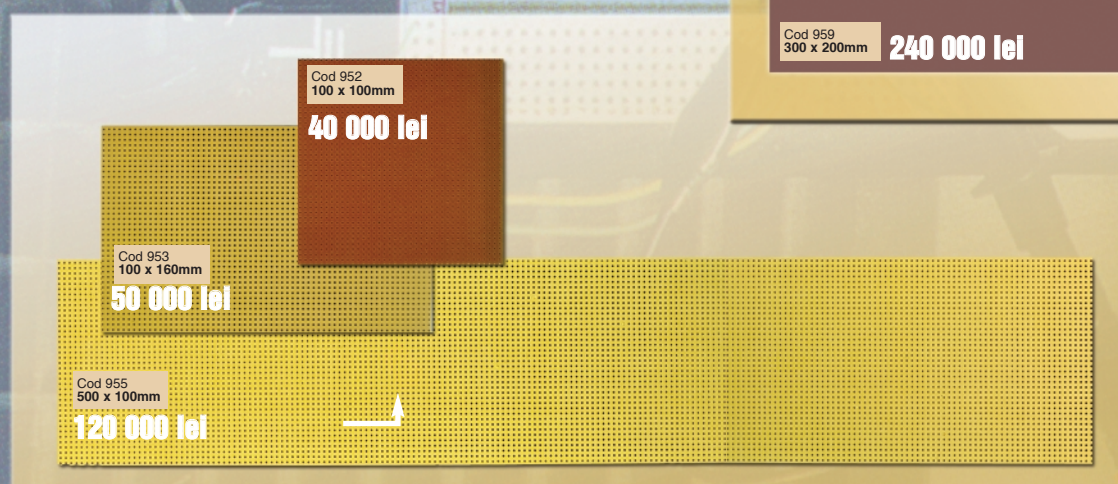 Cod 959
300 x 200mm
240 000 lei
Cod 952
100 x 100mm
40 000 lei
Cod 953
100 x 160mm
50 000 lei
Cod 955
500 x 100mm
120 000 lei